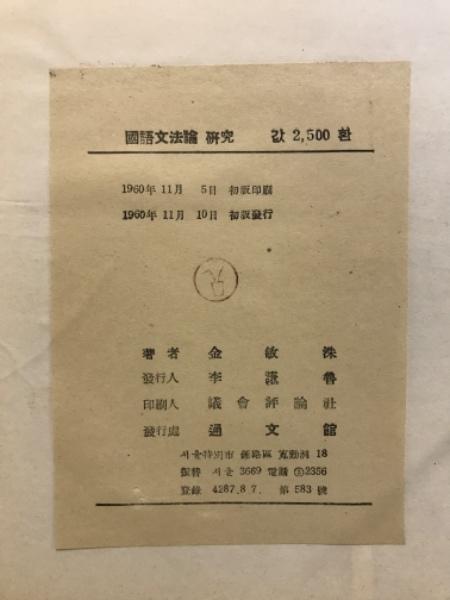 國語文法論 硏究 값 2,500 환
1960年 11月 5日 初版印刷
1960年 11月 10日 初版發行
著者 金敏洙
發行人 李謙魯
印刷人 議會評論社
發行處 通文館
서울特別市 鍾路區 寬勳洞 18
振替 서울 3669 電話 ③2356
登錄 4287.8.7. 第 583 號